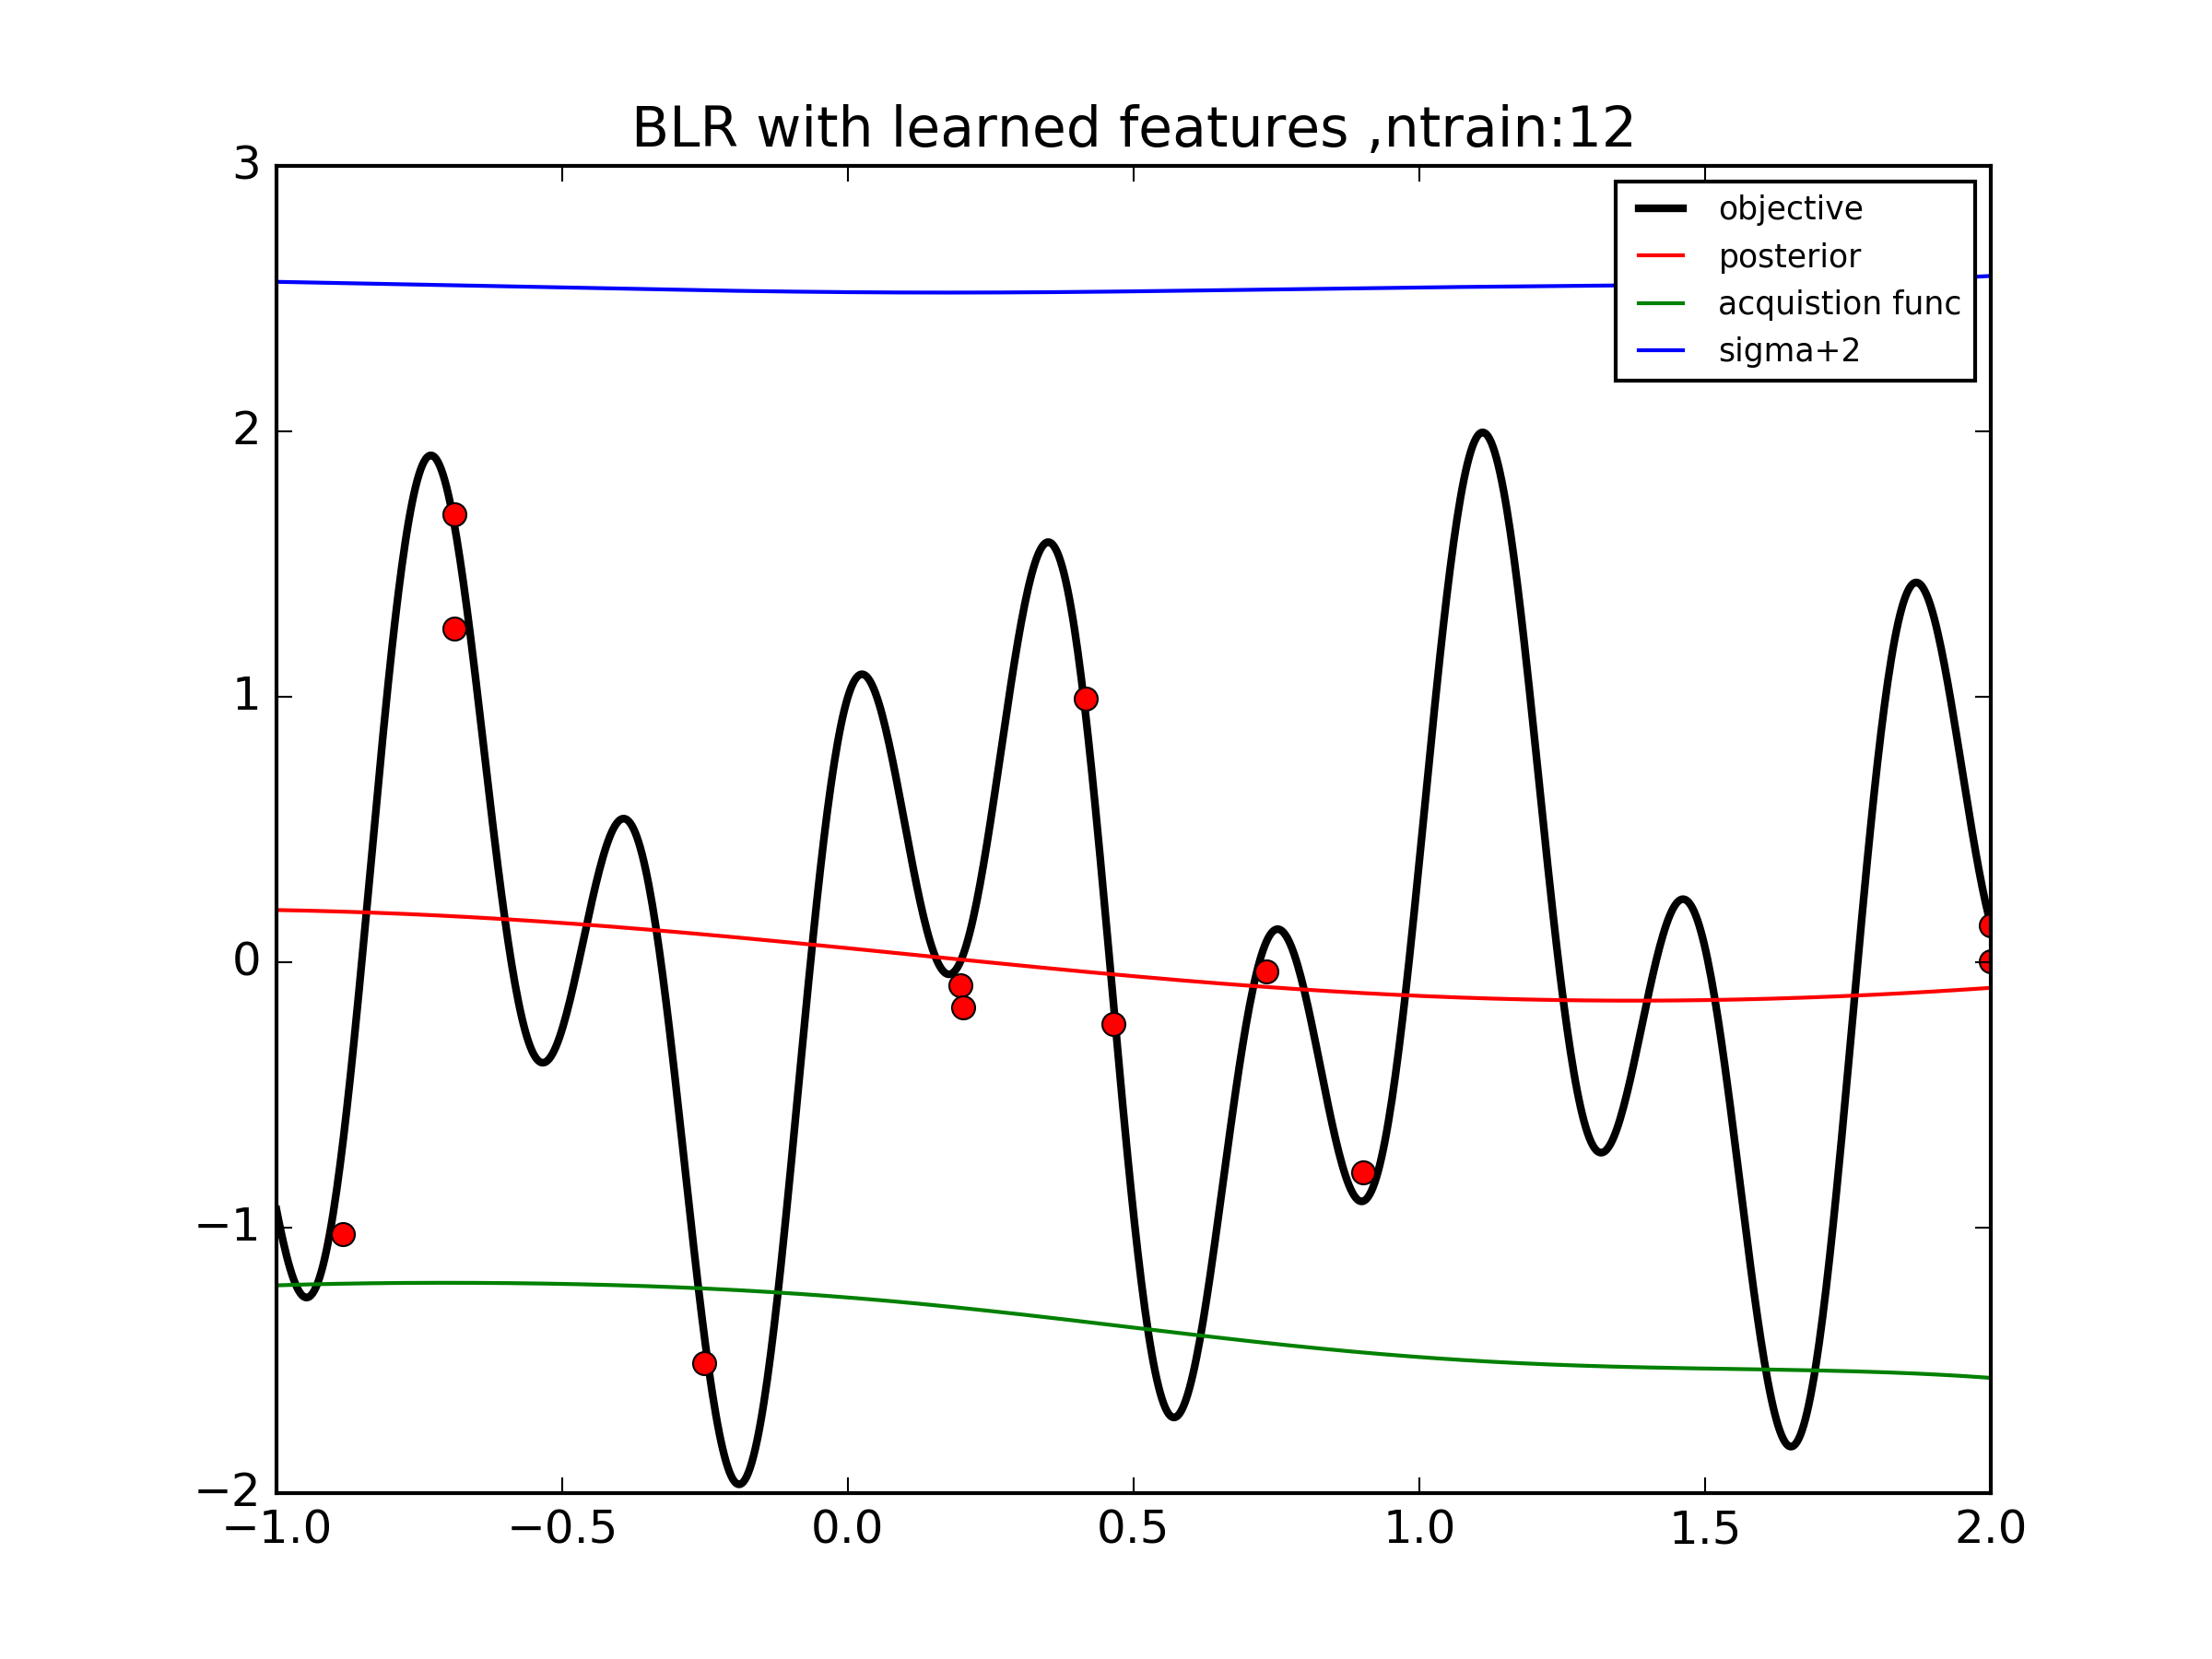 BLR with learned features ,ntrain:12
3
2
1
0
−1
−2
objective
posterior
acquistion func
sigma+2
−1.0 −0.5 0.0 0.5 1.0 1.5 2.0